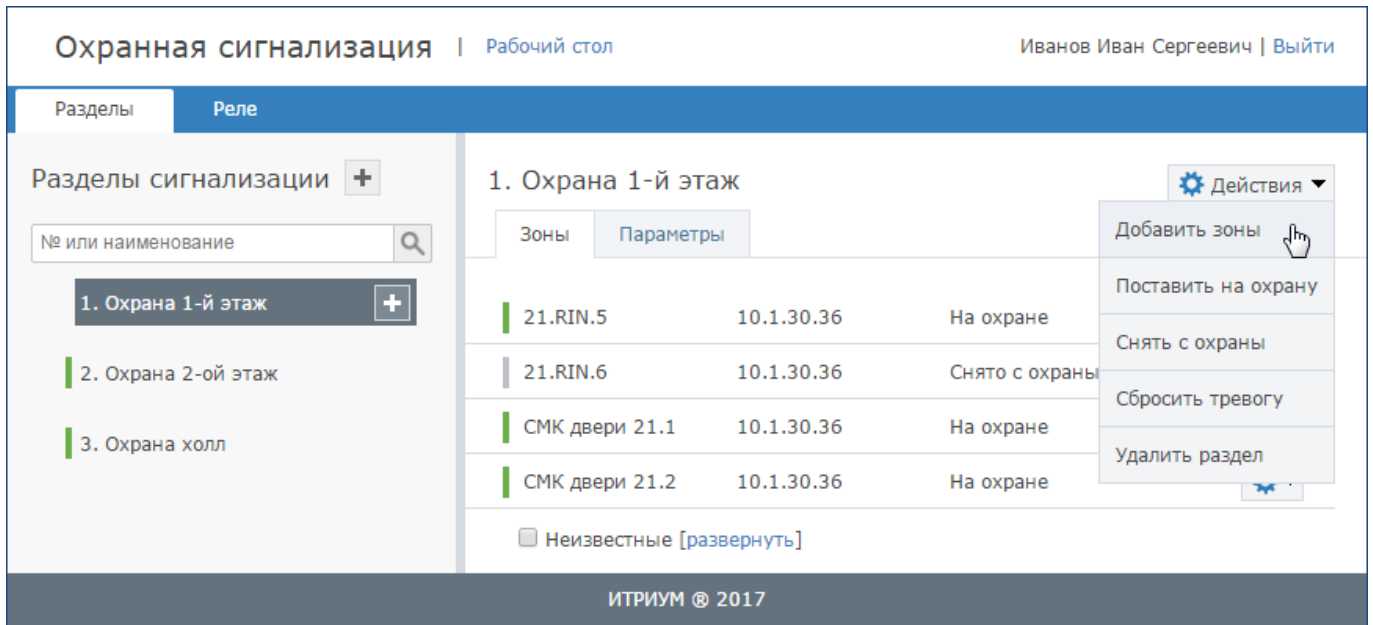 Охранная сигнализация | Рабочий стол Иванов Иван Сергеевич | Выйти
Разделы Реле
Разделы сигнализации +
№ или наименование
1. Охрана 1-й этаж +
2. Охрана 2-ой этаж
3. Охрана холл
1. Охрана 1-й этаж
Действия
Зоны Параметры
Добавить зоны
Поставить на охрану
Снять с охраны
Сбросить тревогу
Удалить раздел
21.RIN.5 10.1.30.36 На охране
21.RIN.6 10.1.30.36 Снято с охраны
СМК двери 21.1 10.1.30.36 На охране
СМК двери 21.2 10.1.30.36 На охране
Неизвестные [развернуть]
ИТРИУМ ® 2017